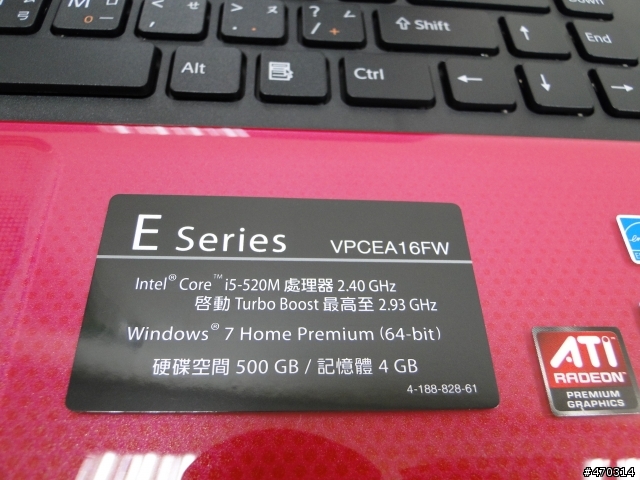 M
ㄢ
ㄅ
?
/
ㄥ
⇧ Shift
↑
End
Alt
Ctrl
←
↓
→
E Series VPCEA16FW
Intel® Core™ i5-520M 處理器 2.40 GHz
啓動 Turbo Boost 最高至 2.93 GHz
Windows® 7 Home Premium (64-bit)
硬碟空間 500 GB / 記憶體 4 GB
4-188-828-61
ATI
RADEON
PREMIUM
GRAPHICS
#470314